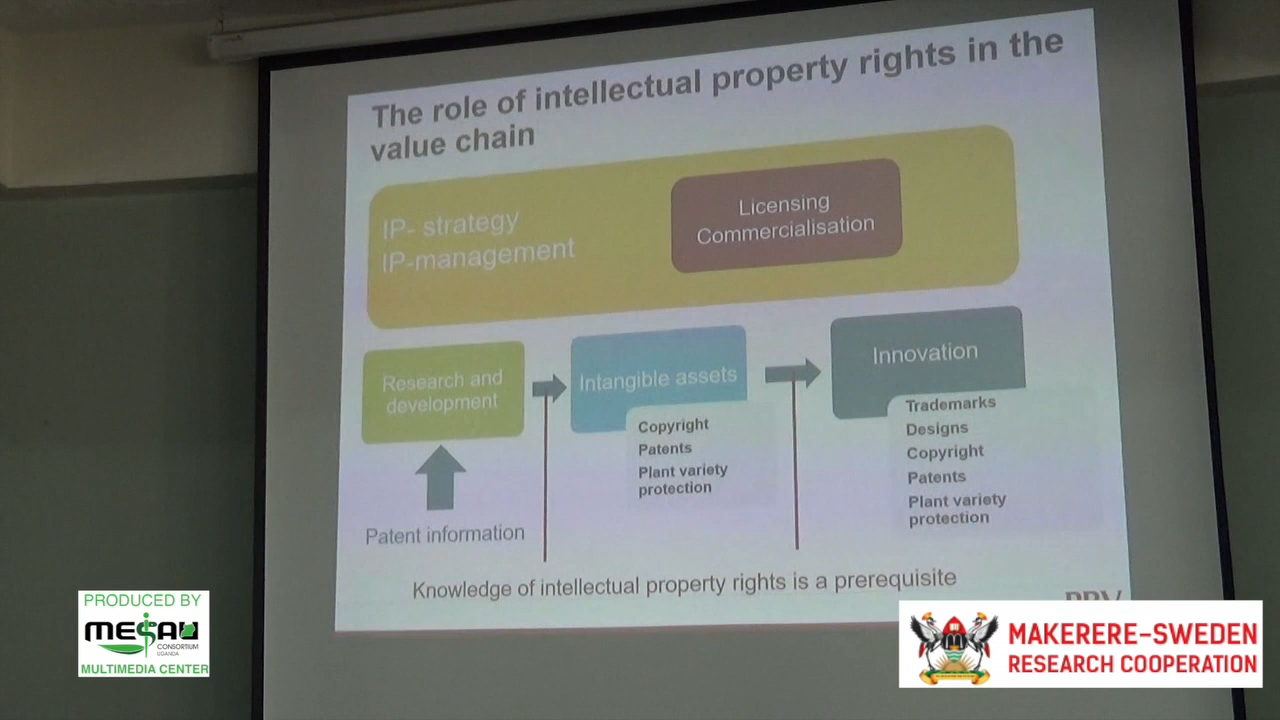 The role of intellectual property rights in the
value chain
IP- strategy
IP-management
Licensing
Commercialisation
Research and
development
Intangible assets
Innovation
Copyright
Patents
Plant variety
protection
Trademarks
Designs
Copyright
Patents
Plant variety
protection
Patent information
Knowledge of intellectual property rights is a prerequisite
PRODUCED BY
MESAU
CONSORTIUM
UGANDA
MULTIMEDIA CENTER
MAKERERE-SWEDEN
RESEARCH COOPERATION